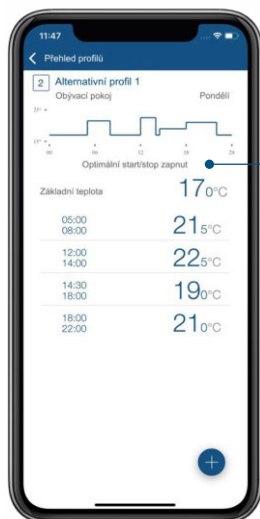 11:47
Přehled profilů
2 Alternativní profil 1
Obývací pokoj Pondělí
25°
15°
00 06 12 18 24
Optimální start/stop zapnut
Základní teplota 17 0°C
05:00
08:00 21 5°C
12:00
14:00 22 5°C
14:30
18:00 19 0°C
18:00
22:00 21 0°C
+